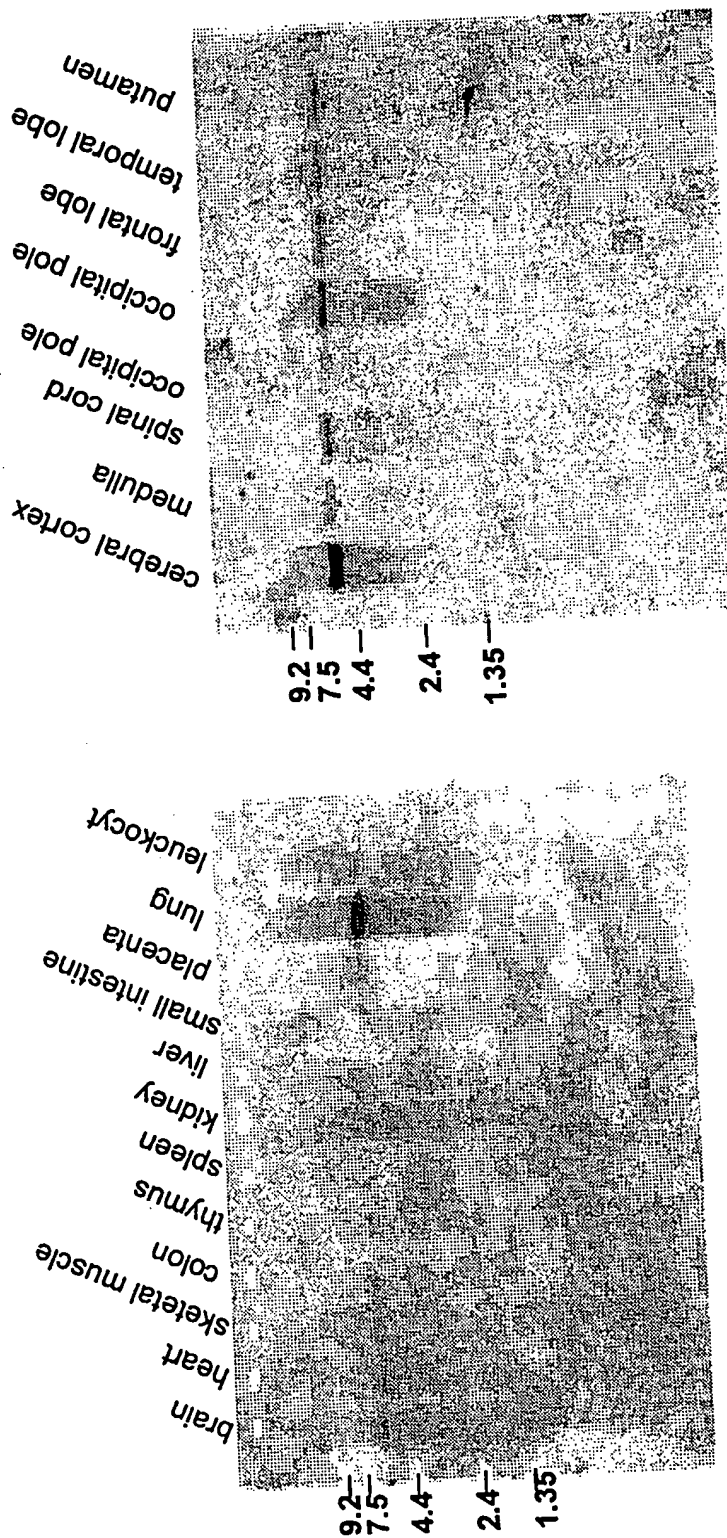 putamen
temporal lobe
frontal lobe
occipital pole
occipital pole
spinal cord
medulla
cerebral cortex
9.2
7.5
4.4
2.4
1.35
leuckocyt
lung
placenta
small intestine
liver
kidney
spleen
thymus
colon
sketetal muscle
heart
brain
9.2
7.5
4.4
2.4
1.35